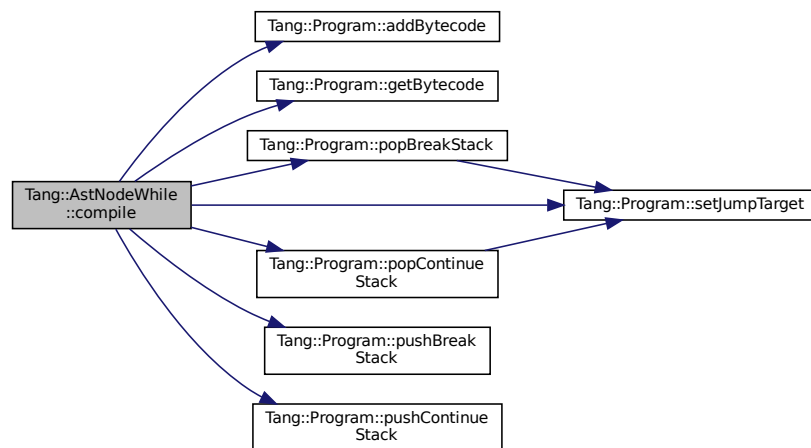 Tang::Program::addBytecode
Tang::Program::getBytecode
Tang::Program::popBreakStack
Tang::AstNodeWhile
::compile
Tang::Program::setJumpTarget
Tang::Program::popContinue
Stack
Tang::Program::pushBreak
Stack
Tang::Program::pushContinue
Stack